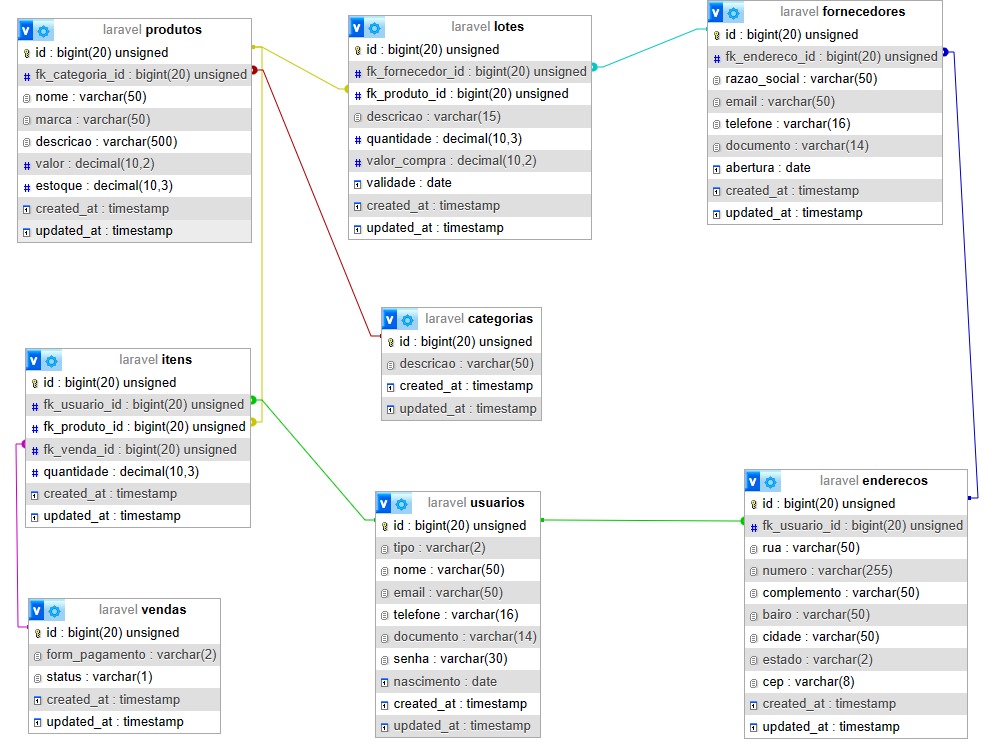 laravel produtos
id : bigint(20) unsigned
fk_categoria_id : bigint(20) unsigned
nome : varchar(50)
marca : varchar(50)
descricao : varchar(500)
valor : decimal(10,2)
estoque : decimal(10,3)
created_at : timestamp
updated_at : timestamp
laravel lotes
id : bigint(20) unsigned
fk_fornecedor_id : bigint(20) unsigned
fk_produto_id : bigint(20) unsigned
descricao : varchar(15)
quantidade : decimal(10,3)
valor_compra : decimal(10,2)
validade : date
created_at : timestamp
updated_at : timestamp
laravel fornecedores
id : bigint(20) unsigned
fk_endereco_id : bigint(20) unsigned
razao_social : varchar(50)
email : varchar(50)
telefone : varchar(16)
documento : varchar(14)
abertura : date
created_at : timestamp
updated_at : timestamp
laravel categorias
id : bigint(20) unsigned
descricao : varchar(50)
created_at : timestamp
updated_at : timestamp
laravel itens
id : bigint(20) unsigned
fk_usuario_id : bigint(20) unsigned
fk_produto_id : bigint(20) unsigned
fk_venda_id : bigint(20) unsigned
quantidade : decimal(10,3)
created_at : timestamp
updated_at : timestamp
laravel usuarios
id : bigint(20) unsigned
tipo : varchar(2)
nome : varchar(50)
email : varchar(50)
telefone : varchar(16)
documento : varchar(14)
senha : varchar(30)
nascimento : date
created_at : timestamp
updated_at : timestamp
laravel enderecos
id : bigint(20) unsigned
fk_usuario_id : bigint(20) unsigned
rua : varchar(50)
numero : varchar(255)
complemento : varchar(50)
bairo : varchar(50)
cidade : varchar(50)
estado : varchar(2)
cep : varchar(8)
created_at : timestamp
updated_at : timestamp
laravel vendas
id : bigint(20) unsigned
form_pagamento : varchar(2)
status : varchar(1)
created_at : timestamp
updated_at : timestamp